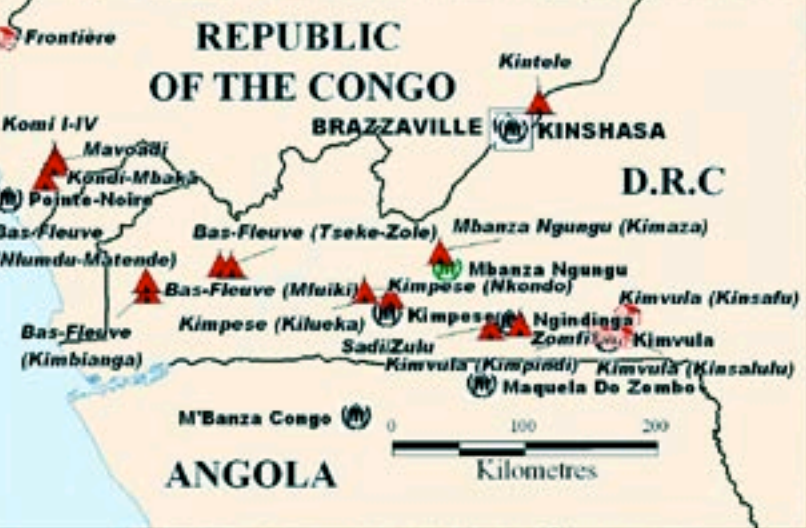 Frontière
REPUBLIC
OF THE CONGO
Kintele
Komi I-IV
BRAZZAVILLE
KINSHASA
Mavoadi
Kondi-Mbaka
D.R.C
Pointe-Noire
Bas-Fleuve
Bas-Fleuve (Tseke-Zole)
Mbanza Ngungu (Kimaza)
(Nlumdu-Matende)
Mbanza Ngungu
Bas-Fleuve (Mfuiki)
Kimpese (Nkondo)
Kimvula (Kinsafu)
Kimpese (Kilueka)
Kimpese
Ngindinga
Bas-Fleuve
(Kimbianga)
Sadi/Zulu
Zomfi
Kimvula
Kimvula (Kimpindi)
Kimvula (Kinsalulu)
Maquela Do Zombo
M'Banza Congo
0 100 200
Kilometres
ANGOLA